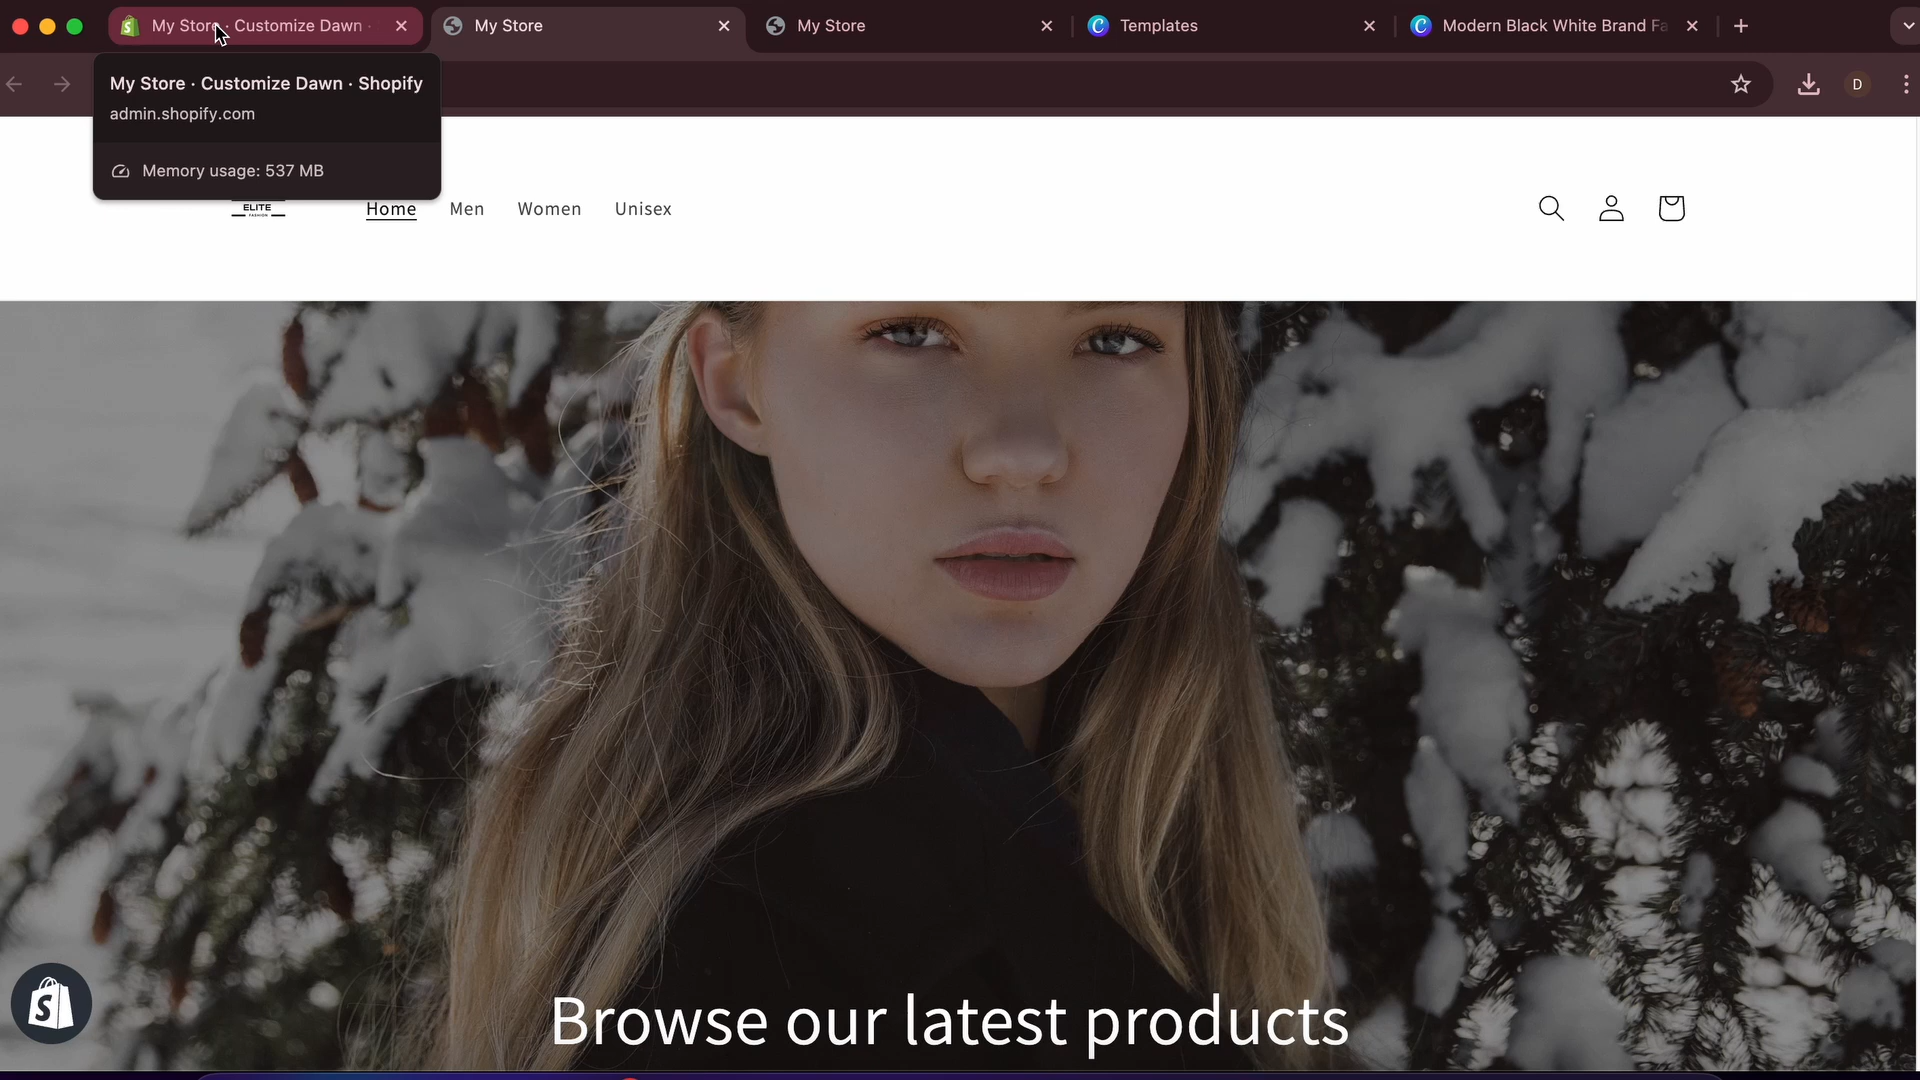 My Store · Customize Dawn ·
My Store
My Store
Templates
Modern Black White Brand Fa
My Store · Customize Dawn · Shopify
admin.shopify.com
D
Memory usage: 537 MB
ELITE
FASHION
Home
Men
Women
Unisex
Browse our latest products